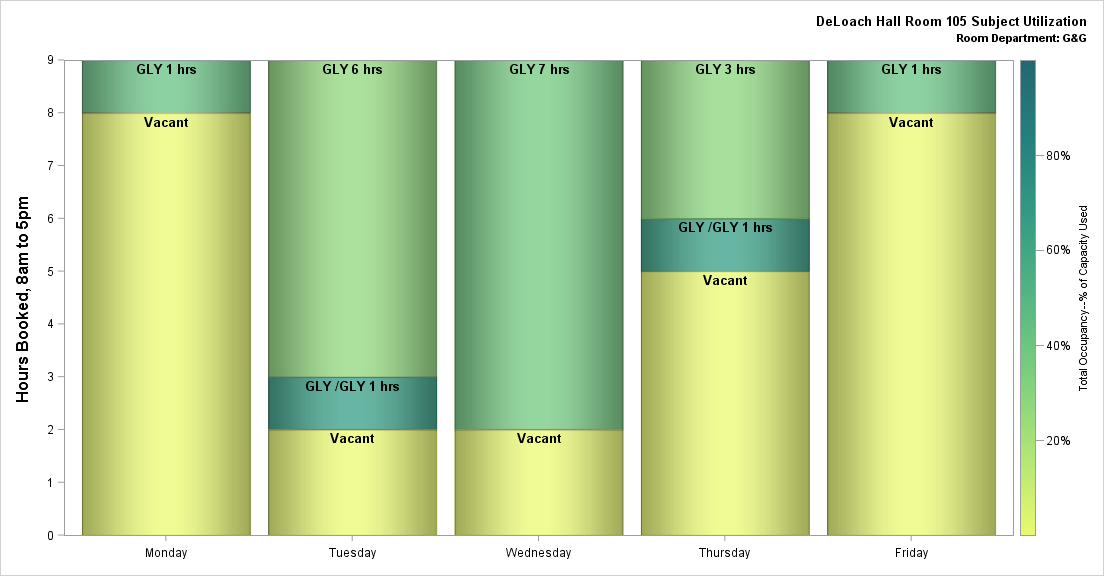 DeLoach Hall Room 105 Subject Utilization
Room Department: G&G
Hours Booked, 8am to 5pm
9
8
7
6
5
4
3
2
1
0
GLY 1 hrs
Vacant
GLY 6 hrs
GLY /GLY 1 hrs
Vacant
GLY 7 hrs
Vacant
GLY 3 hrs
GLY /GLY 1 hrs
Vacant
GLY 1 hrs
Vacant
Monday
Tuesday
Wednesday
Thursday
Friday
80%
60%
40%
20%
Total Occupancy--% of Capacity Used